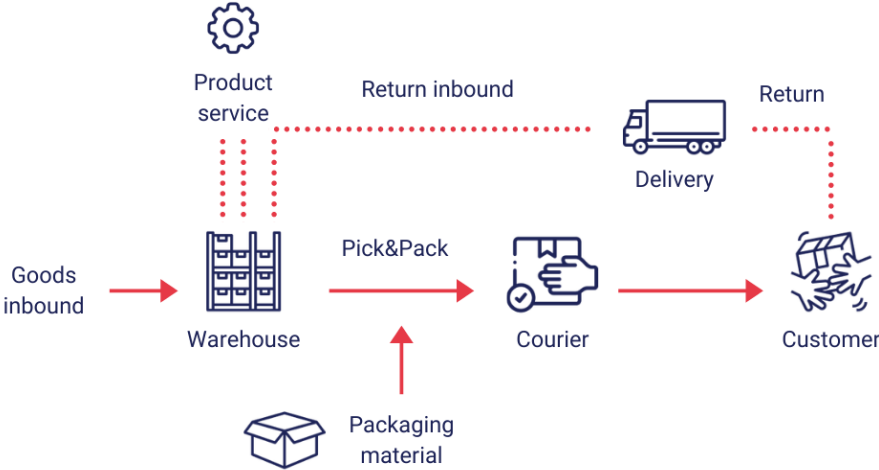 Product
service
Return inbound
Return
Delivery
Goods
inbound
Pick&Pack
Warehouse
Courier
Customer
Packaging
material